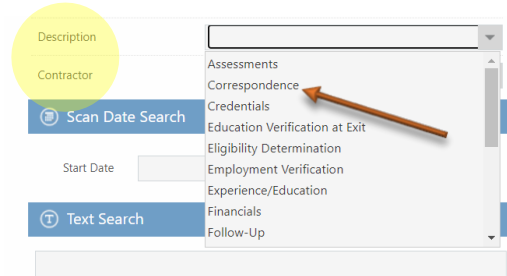 Description
Contractor
Assessments
Correspondence
Credentials
Education Verification at Exit
Eligibility Determination
Employment Verification
Experience/Education
Financials
Follow-Up
Scan Date Search
Start Date
T Text Search